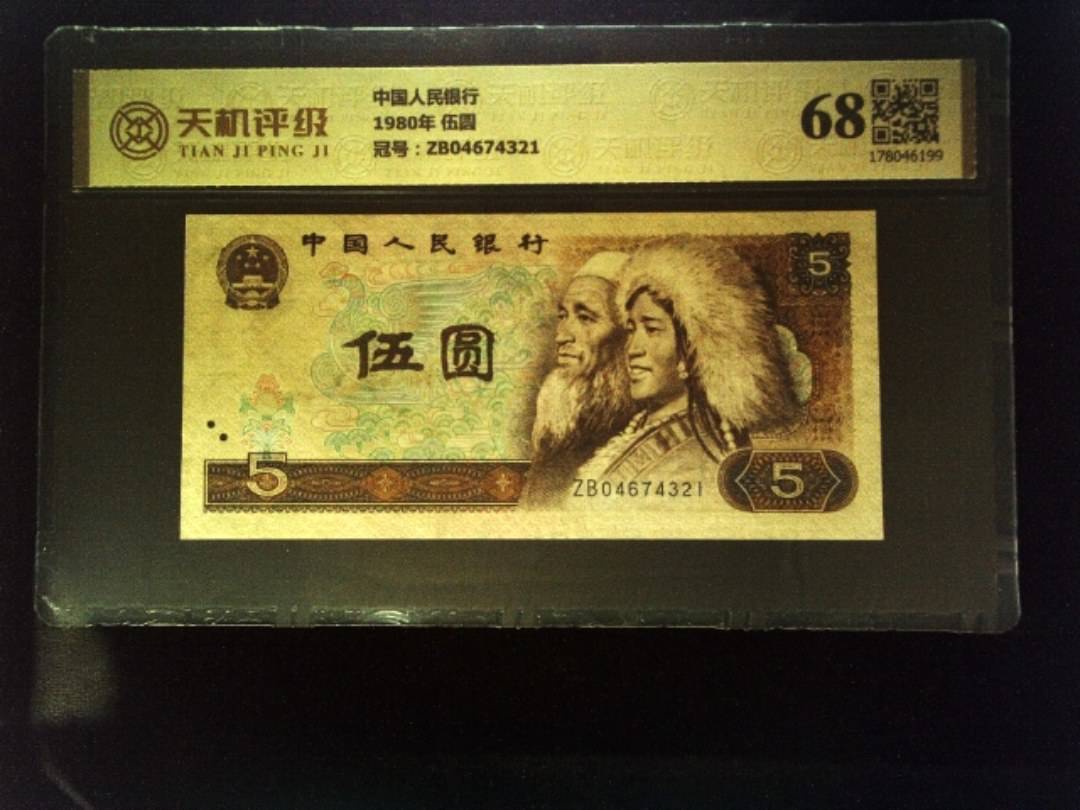 天机评级
TIAN JI PING JI
中国人民银行
1980年 伍圆
冠号：ZB04674321
68
178046199
中国人民银行
5
伍圆
5
ZB04674321
5